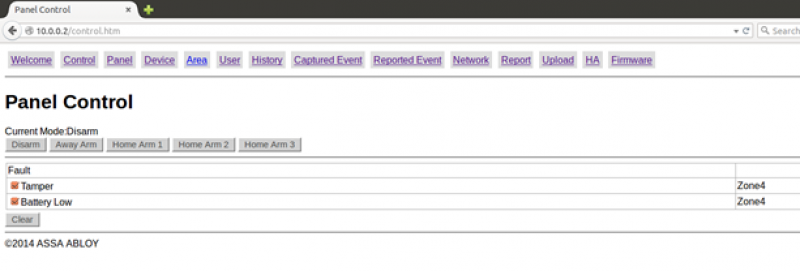 Panel Control
10.0.0.2/control.htm
Search
Welcome Control Panel Device Area User History Captured Event Reported Event Network Report Upload HA Firmware
Panel Control
Current Mode:Disarm
Disarm Away Arm Home Arm 1 Home Arm 2 Home Arm 3
Fault
Tamper Zone4
Battery Low Zone4
Clear
©2014 ASSA ABLOY